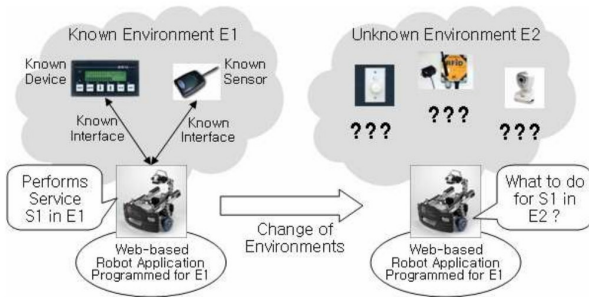 Known Environment E1
Unknown Environment E2
Known
Device
Known
Sensor
Known
Interface
Known
Interface
???
???
???
Performs
Service
S1 in E1
What to do
for S1 in
E2 ?
Change of
Environments
Web-based
Robot Application
Programmed for E1
Web-based
Robot Application
Programmed for E1